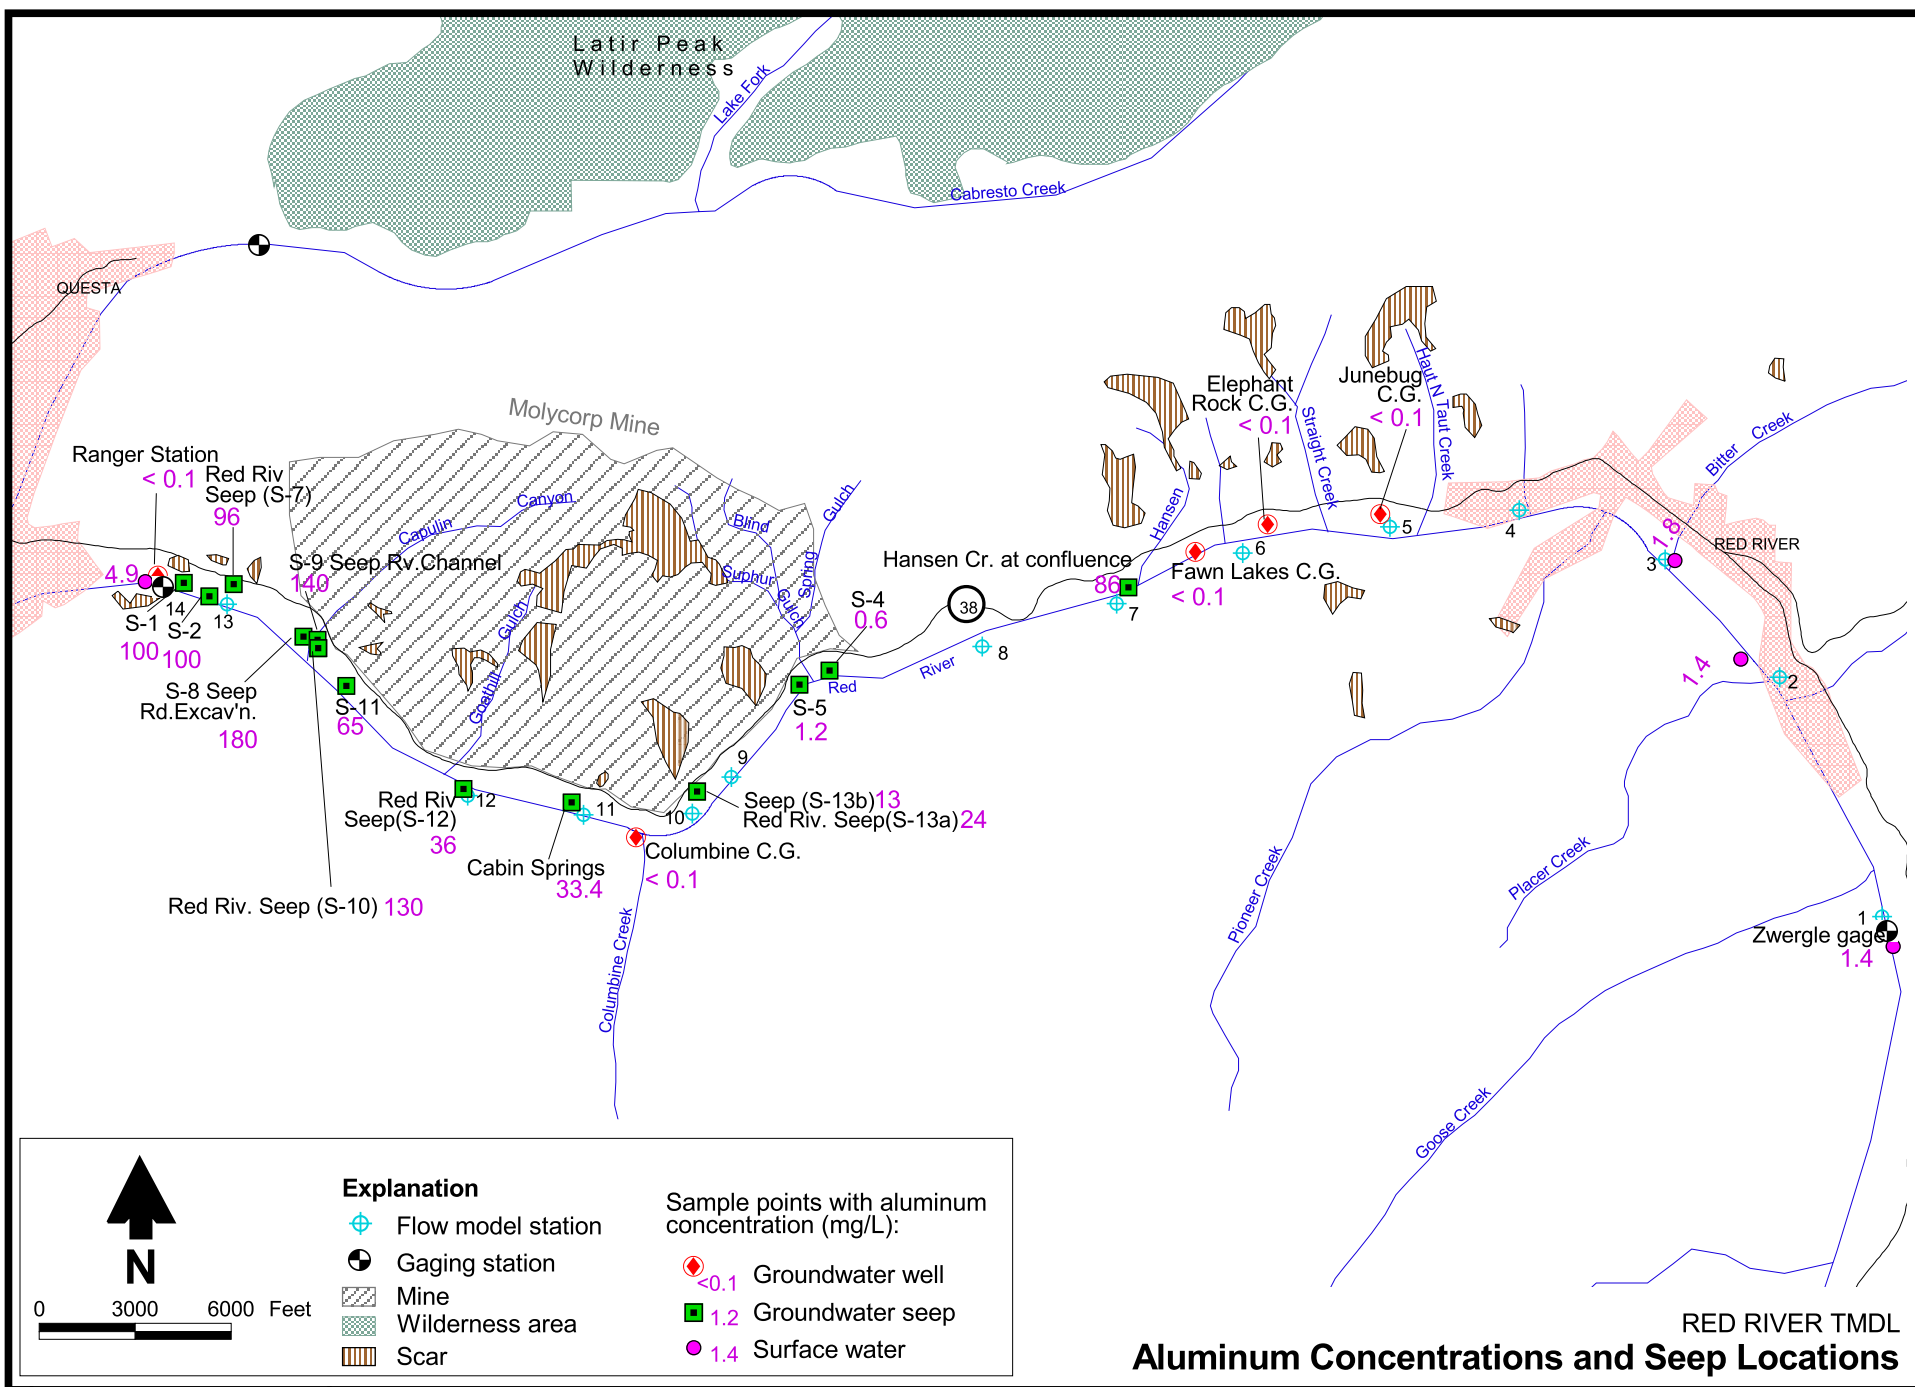 Latir Peak
Wilderness
Lake Fork
Cabresto Creek
QUESTA
Molycorp Mine
Ranger Station
< 0.1
Red Riv
Seep (S-7)
96
Capulin
Canyon
S-9 Seep Rv.Channel
140
4.9
14
13
S-1
S-2
100
100
S-8 Seep
Rd.Excav'n.
180
S-11
65
Goathill
Gulch
Blind
Gulch
Suphur
Gulch
Spring
Gulch
S-4
0.6
S-5
1.2
Red
River
Hansen Cr. at confluence
86
38
8
7
Hansen
Fawn Lakes C.G.
< 0.1
Elephant
Rock C.G.
< 0.1
6
Straight Creek
Junebug
C.G.
< 0.1
5
Haut N Taut Creek
4
Bitter Creek
1.8
3
RED RIVER
1.4
2
9
10
11
12
Red Riv
Seep(S-12)
36
Seep (S-13b) 13
Red Riv. Seep(S-13a) 24
Columbine C.G.
< 0.1
Cabin Springs
33.4
Red Riv. Seep (S-10) 130
Columbine Creek
Pioneer Creek
Placer Creek
Goose Creek
1
Zwergle gage
1.4
N
0 3000 6000 Feet
Explanation
Flow model station
Gaging station
Mine
Wilderness area
Scar
Sample points with aluminum
concentration (mg/L):
<0.1 Groundwater well
1.2 Groundwater seep
1.4 Surface water
RED RIVER TMDL
Aluminum Concentrations and Seep Locations